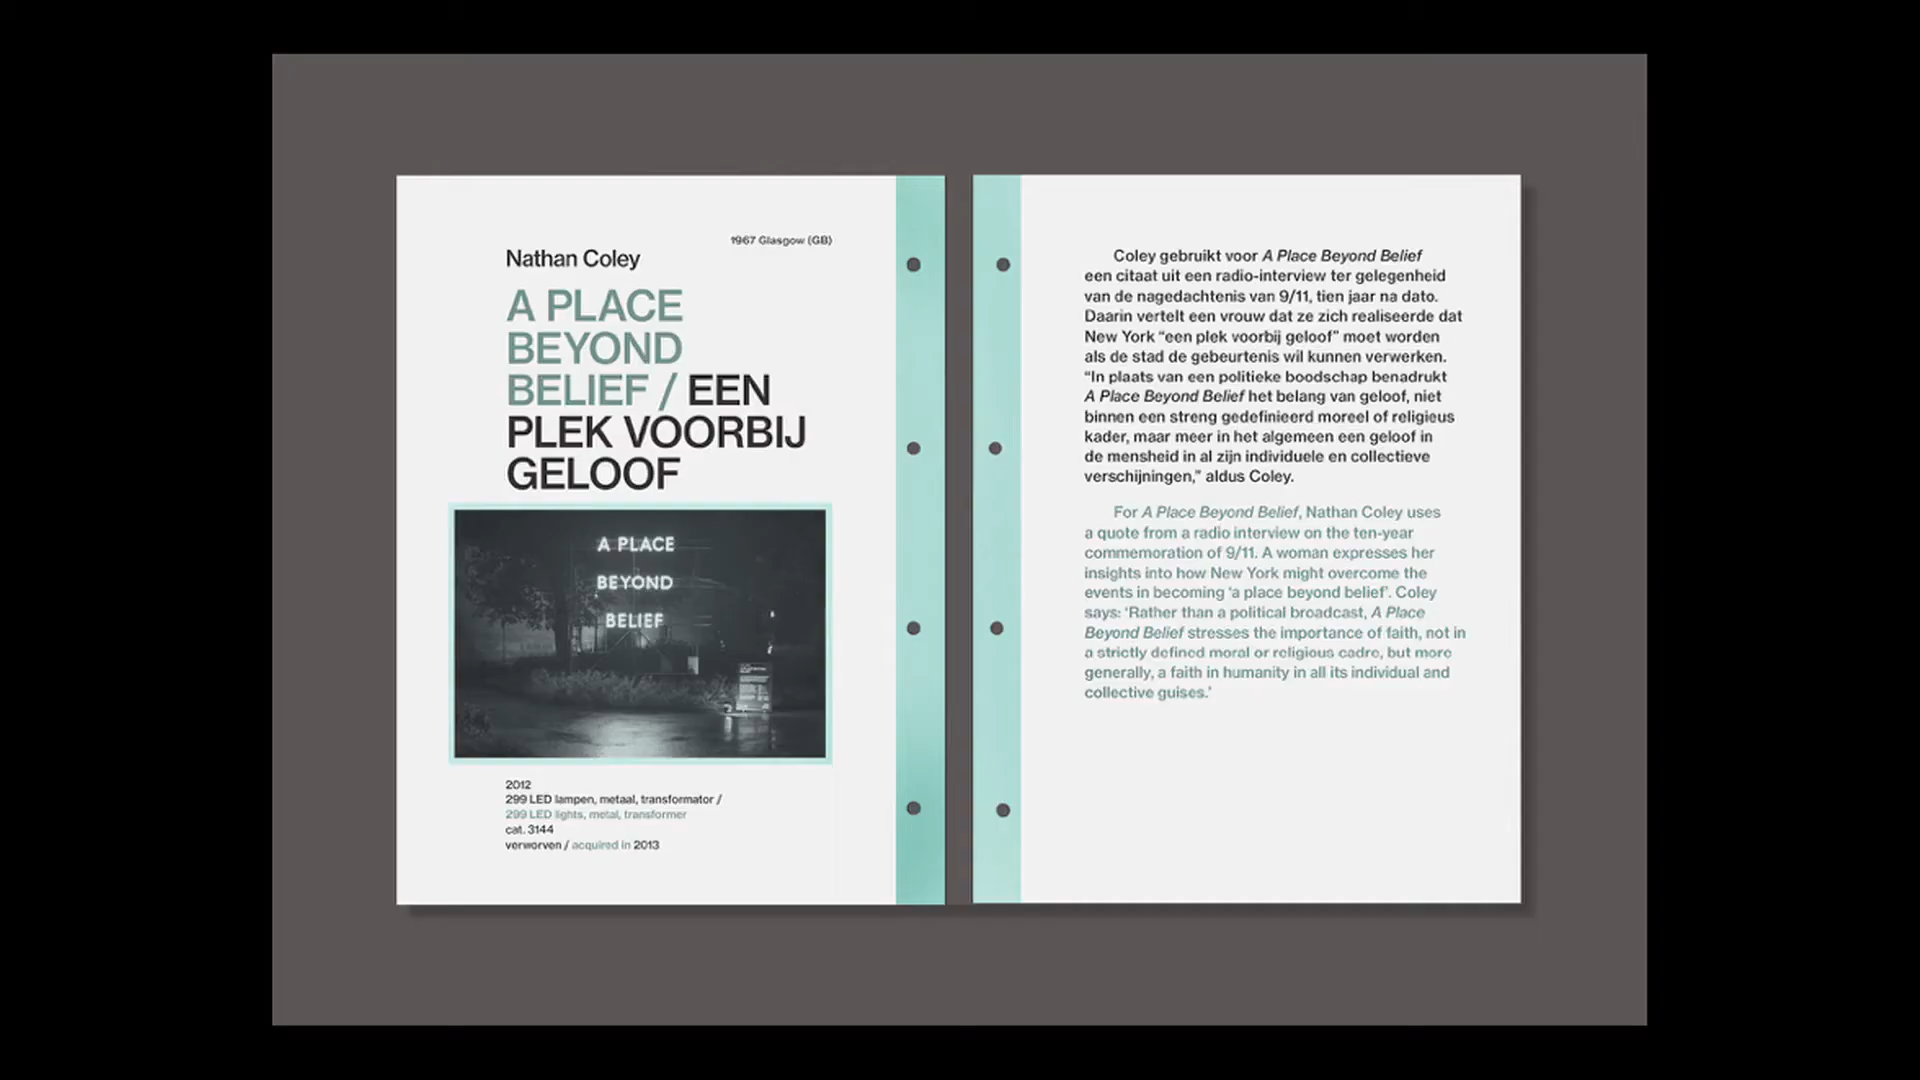 1967 Glasgow (GB)
Nathan Coley
A PLACE
BEYOND
BELIEF / EEN
PLEK VOORBIJ
GELOOF
A PLACE
BEYOND
BELIEF
2012
299 LED lampen, metaal, transformator /
299 LED lights, metal, transformer
cat. 3144
verworven / acquired in 2013
Coley gebruikt voor A Place Beyond Belief
een citaat uit een radio-interview ter gelegenheid
van de nagedachtenis van 9/11, tien jaar na dato.
Daarin vertelt een vrouw dat ze zich realiseerde dat
New York “een plek voorbij geloof” moet worden
als de stad de gebeurtenis wil kunnen verwerken.
“In plaats van een politieke boodschap benadrukt
A Place Beyond Belief het belang van geloof, niet
binnen een streng gedefinieerd moreel of religieus
kader, maar meer in het algemeen een geloof in
de mensheid in al zijn individuele en collectieve
verschijningen,” aldus Coley.
For A Place Beyond Belief, Nathan Coley uses
a quote from a radio interview on the ten-year
commemoration of 9/11. A woman expresses her
insights into how New York might overcome the
events in becoming ‘a place beyond belief’. Coley
says: ‘Rather than a political broadcast, A Place
Beyond Belief stresses the importance of faith, not in
a strictly defined moral or religious cadre, but more
generally, a faith in humanity in all its individual and
collective guises.’